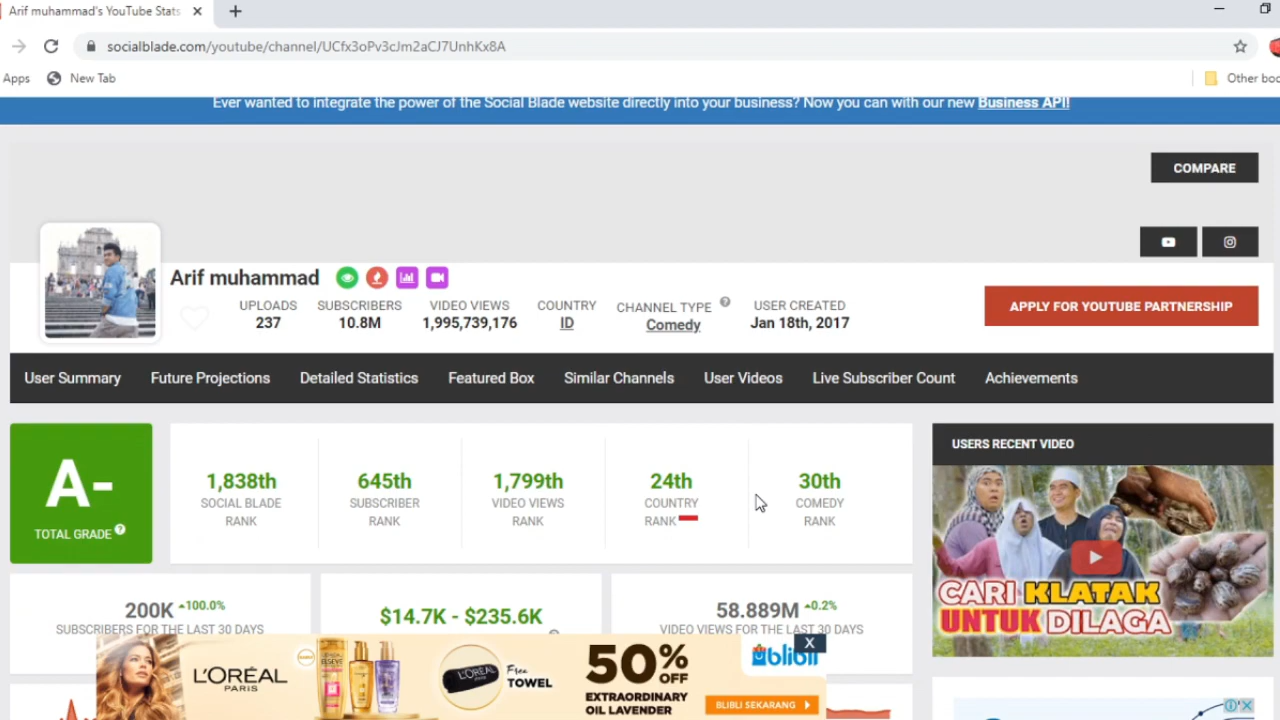 Arif muhammad's YouTube Stats
socialblade.com/youtube/channel/UCfx3oPv3cJm2aCJ7UnhKx8A
Apps
New Tab
Other boo
Ever wanted to integrate the power of the Social Blade website directly into your business? Now you can with our new Business API!
COMPARE
Arif muhammad
UPLOADS
237
SUBSCRIBERS
10.8M
VIDEO VIEWS
1,995,739,176
COUNTRY
ID
CHANNEL TYPE
Comedy
USER CREATED
Jan 18th, 2017
APPLY FOR YOUTUBE PARTNERSHIP
User Summary
Future Projections
Detailed Statistics
Featured Box
Similar Channels
User Videos
Live Subscriber Count
Achievements
A-
TOTAL GRADE
1,838th
SOCIAL BLADE
RANK
645th
SUBSCRIBER
RANK
1,799th
VIDEO VIEWS
RANK
24th
COUNTRY
RANK
30th
COMEDY
RANK
USERS RECENT VIDEO
CARI KLATAK
UNTUK DILAGA
200K 100.0%
SUBSCRIBERS FOR THE LAST 30 DAYS
$14.7K - $235.6K
58.889M 0.2%
VIDEO VIEWS FOR THE LAST 30 DAYS
X
L'ORÉAL
PARIS
L'ORÉAL
Free
TOWEL
50% OFF
EXTRAORDINARY
OIL LAVENDER
blibli
BLIBLI SEKARANG